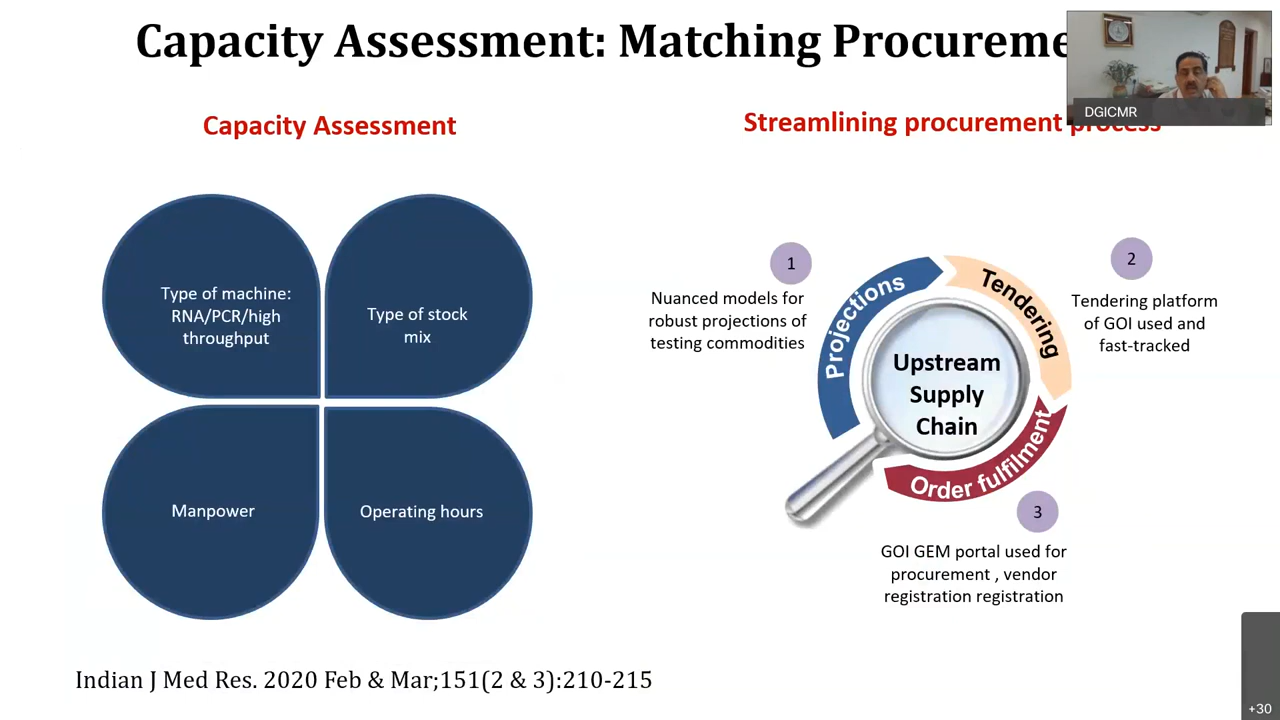 Capacity Assessment: Matching Procureme
DGICMR
Capacity Assessment
Streamlining procurement process
Type of machine:
RNA/PCR/high
throughput
Type of stock
mix
Manpower
Operating hours
1
Nuanced models for
robust projections of
testing commodities
Projections
Tendering
Order fulfilment
Upstream
Supply
Chain
2
Tendering platform
of GOI used and
fast-tracked
3
GOI GEM portal used for
procurement , vendor
registration registration
Indian J Med Res. 2020 Feb & Mar;151(2 & 3):210-215
+30